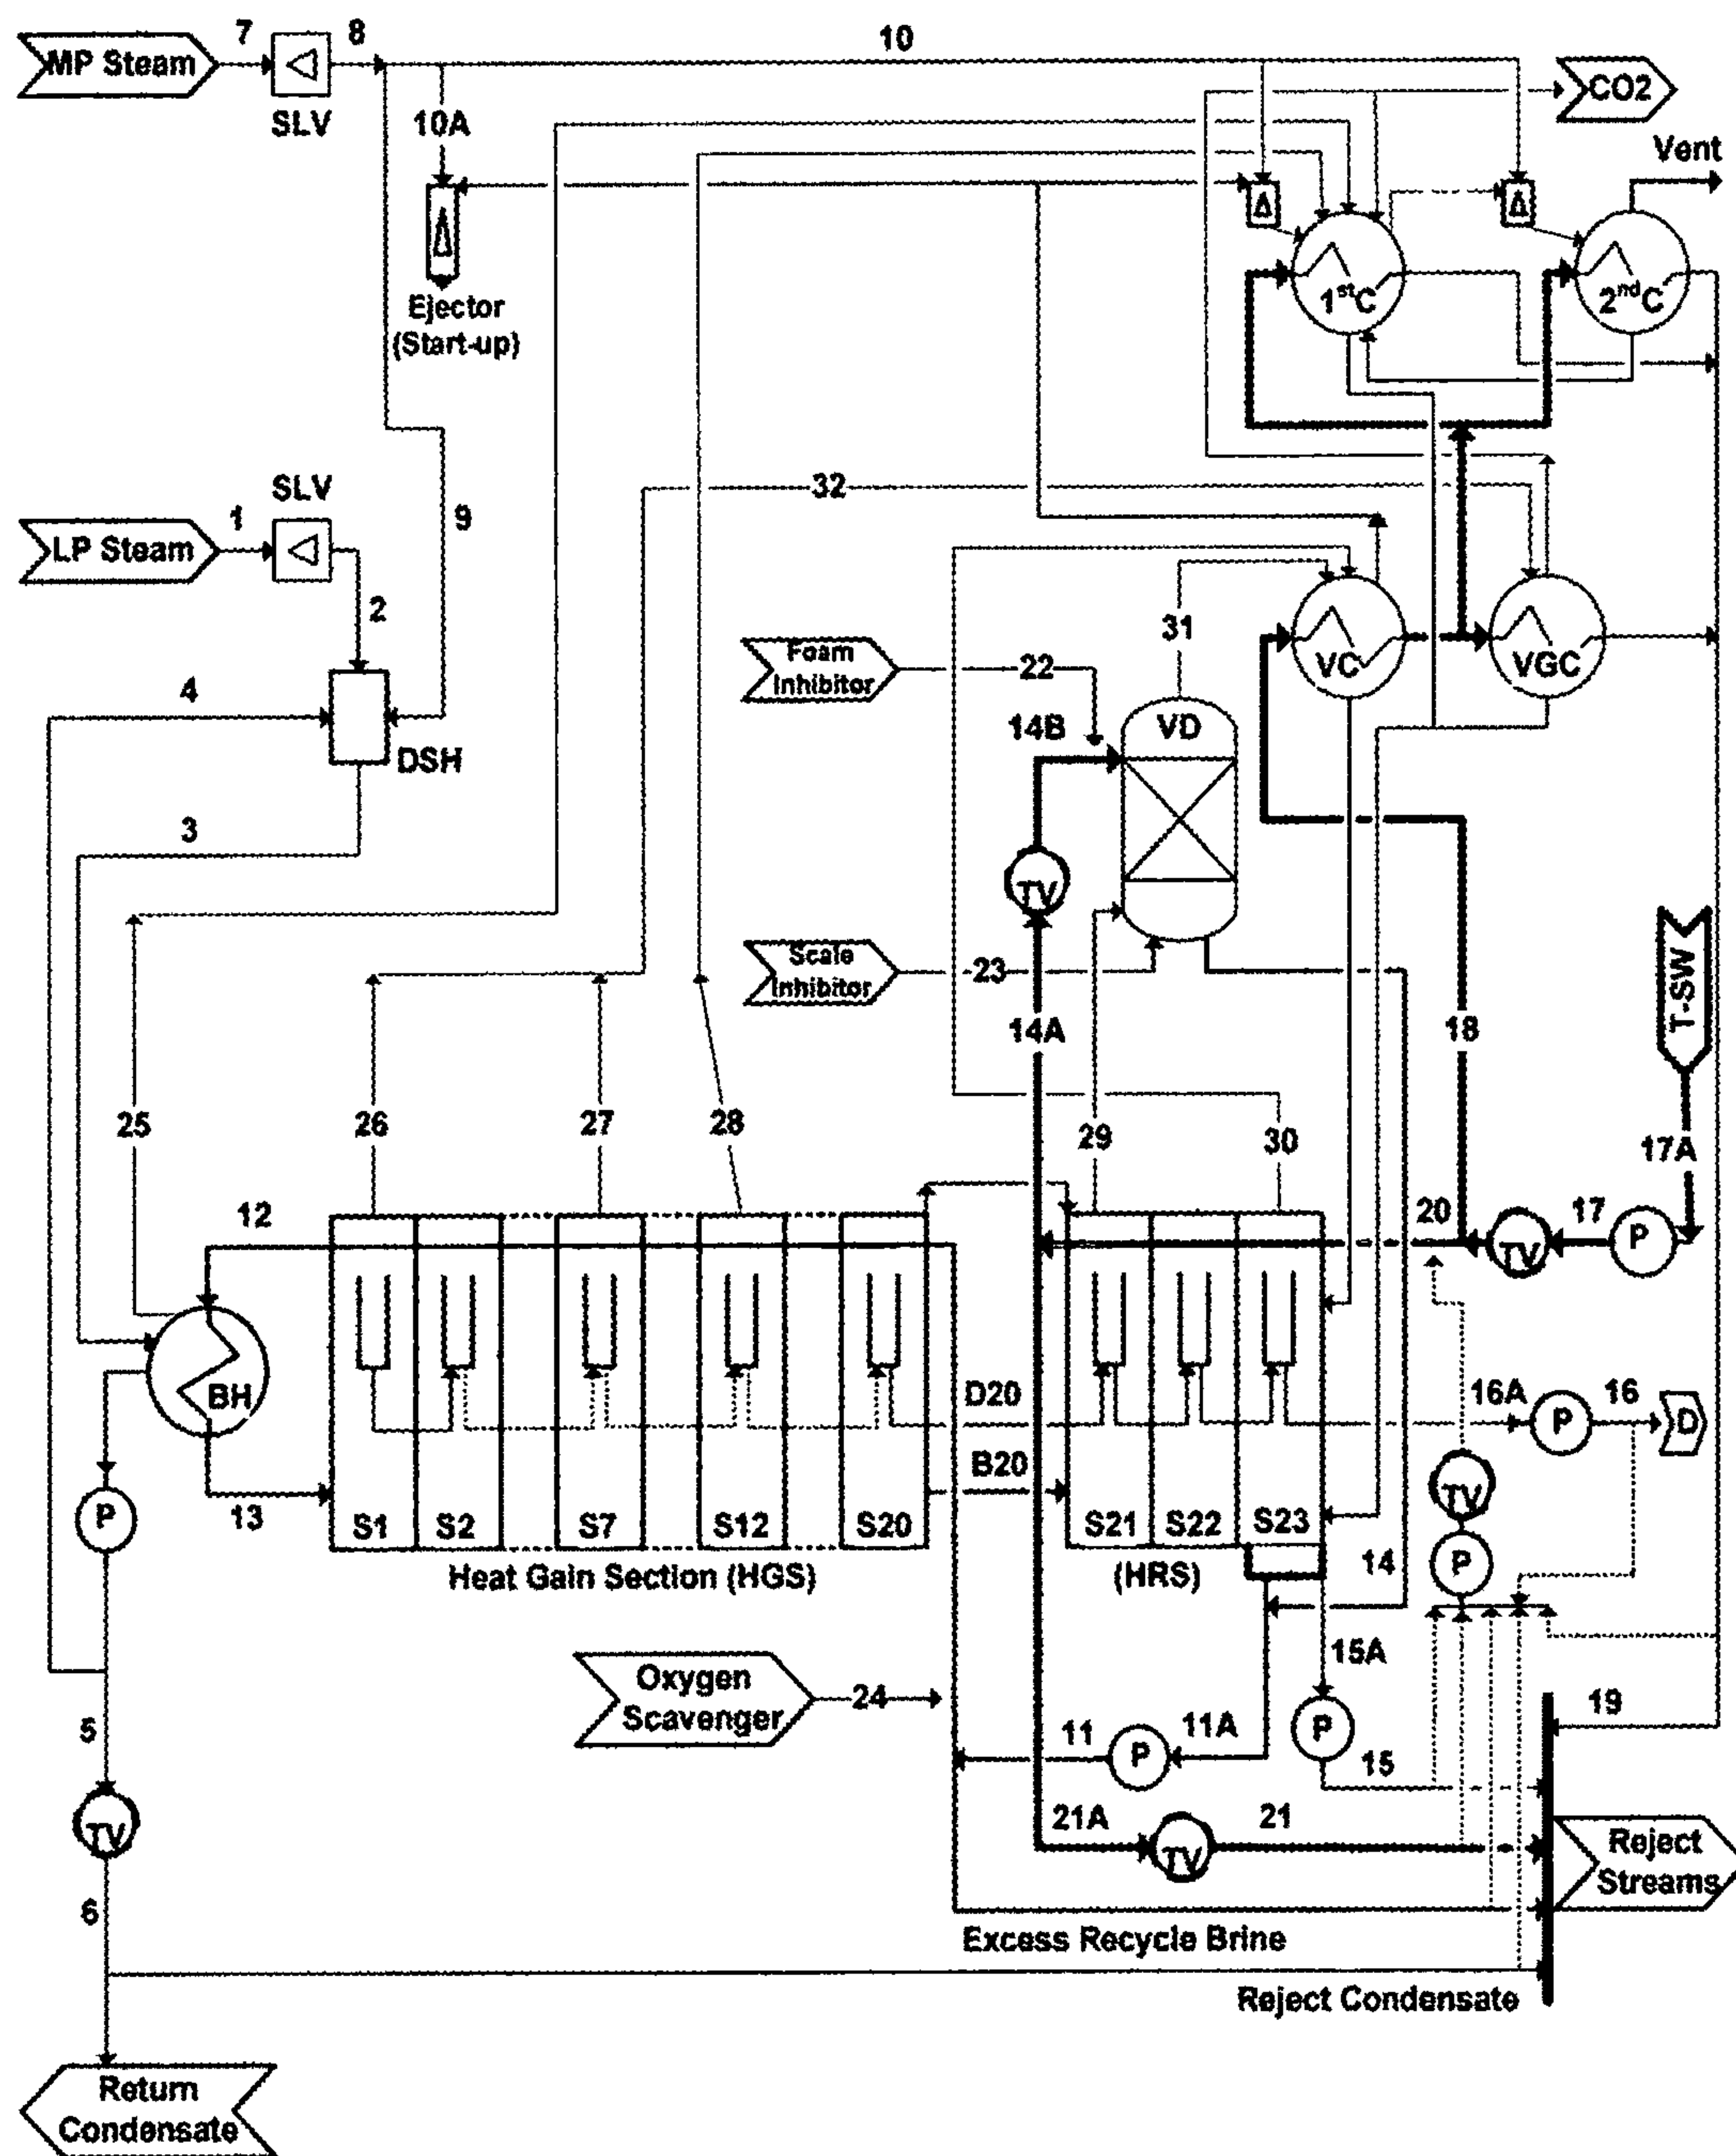 7
8
10
MP Steam
SLV
10A
CO2
Vent
Δ
Δ
Δ
Ejector
(Start-up)
1stC
2ndC
SLV
32
1
9
LP Steam
2
31
Foam
Inhibitor
22
VC
VGC
4
14B
VD
DSH
3
TV
Scale
Inhibitor
23
T-SW
14A
18
25
26
27
28
29
30
17A
12
20
17
P
TV
BH
D20
16A
16
P
D
B20
TV
13
P
S1
S2
S7
S12
S20
S21
S22
S23
Heat Gain Section (HGS)
(HRS)
14
P
15A
Oxygen
Scavenger
24
19
5
11
P
11A
P
15
21A
TV
21
TV
Reject
Streams
6
Excess Recycle Brine
Reject Condensate
Return
Condensate